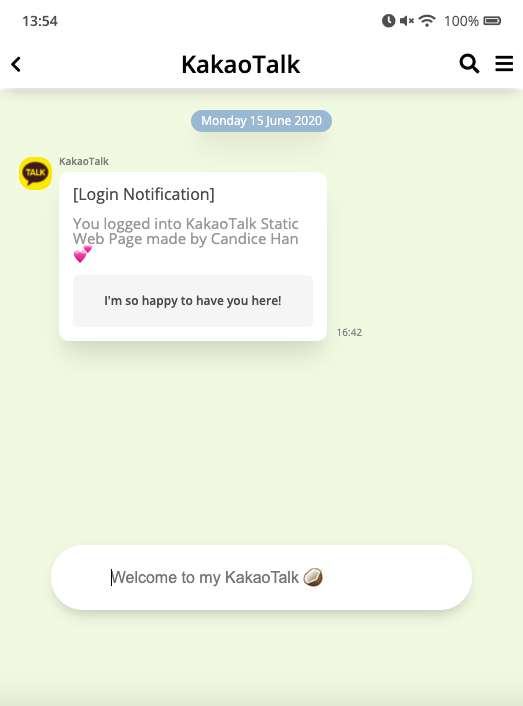 13:54
100%
KakaoTalk
Monday 15 June 2020
TALK
KakaoTalk
[Login Notification]
You logged into KakaoTalk Static
Web Page made by Candice Han
💕
I'm so happy to have you here!
16:42
Welcome to my KakaoTalk 🥥